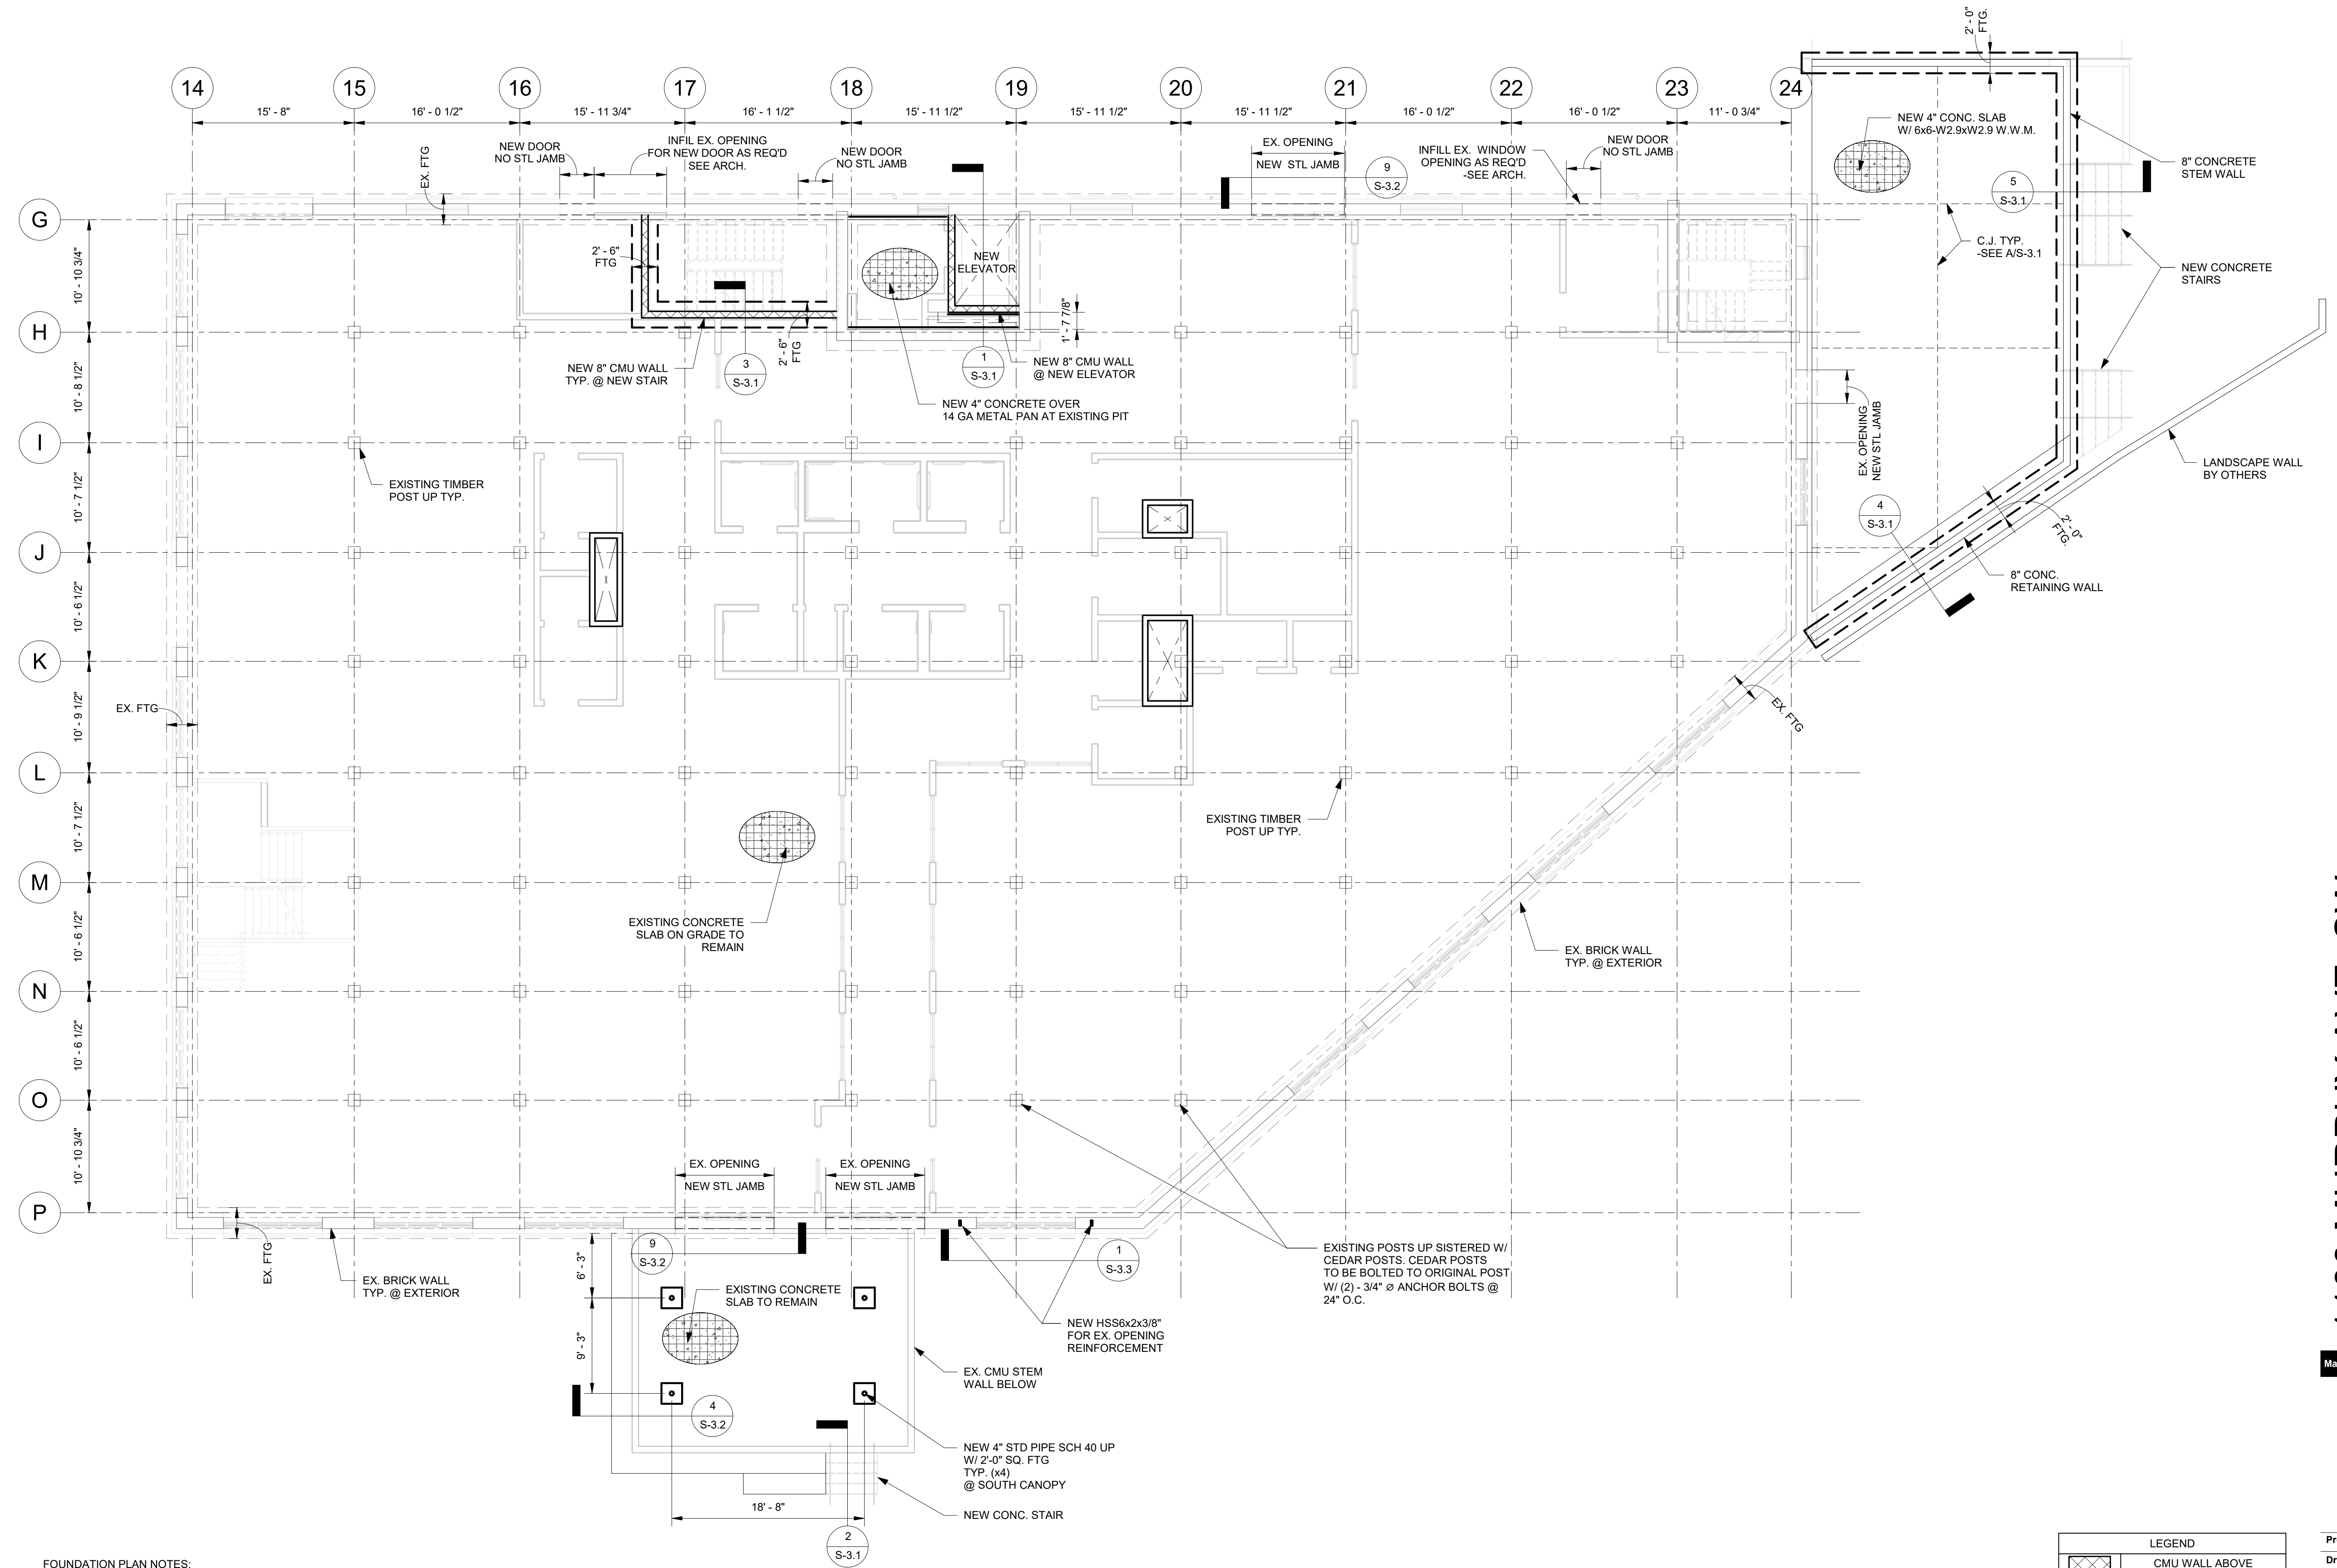 2' - 0"
FTG.
14
15
16
17
18
19
20
21
22
23
24
15' - 8"
16' - 0 1/2"
15' - 11 3/4"
16' - 1 1/2"
15' - 11 1/2"
15' - 11 1/2"
15' - 11 1/2"
16' - 0 1/2"
16' - 0 1/2"
11' - 0 3/4"
NEW 4" CONC. SLAB
W/ 6x6-W2.9xW2.9 W.W.M.
EX. FTG
NEW DOOR
NO STL JAMB
INFIL EX. OPENING
FOR NEW DOOR AS REQ'D
SEE ARCH.
NEW DOOR
NO STL JAMB
EX. OPENING
NEW STL JAMB
9
S-3.2
INFILL EX. WINDOW
OPENING AS REQ'D
-SEE ARCH.
NEW DOOR
NO STL JAMB
8" CONCRETE
STEM WALL
5
S-3.1
G
C.J. TYP.
-SEE A/S-3.1
NEW CONCRETE
STAIRS
2' - 6"
FTG
NEW
ELEVATOR
10' - 10 3/4"
1' - 7 7/8"
H
2' - 6"
FTG
NEW 8" CMU WALL
TYP. @ NEW STAIR
3
S-3.1
1
S-3.1
NEW 8" CMU WALL
@ NEW ELEVATOR
10' - 8 1/2"
NEW 4" CONCRETE OVER
14 GA METAL PAN AT EXISTING PIT
EX. OPENING
NEW STL JAMB
I
EXISTING TIMBER
POST UP TYP.
LANDSCAPE WALL
BY OTHERS
10' - 7 1/2"
4
S-3.1
2' - 0"
FTG.
J
8" CONC.
RETAINING WALL
10' - 6 1/2"
K
EX. FTG
EX. FTG
10' - 9 1/2"
L
EXISTING TIMBER
POST UP TYP.
10' - 7 1/2"
M
EXISTING CONCRETE
SLAB ON GRADE TO
REMAIN
10' - 6 1/2"
EX. BRICK WALL
TYP. @ EXTERIOR
N
10' - 6 1/2"
O
10' - 10 3/4"
EX. OPENING
NEW STL JAMB
EX. OPENING
NEW STL JAMB
P
EX. FTG
EX. BRICK WALL
TYP. @ EXTERIOR
9
S-3.2
6' - 3"
1
S-3.3
EXISTING POSTS UP SISTERED W/
CEDAR POSTS. CEDAR POSTS
TO BE BOLTED TO ORIGINAL POST
W/ (2) - 3/4" ⌀ ANCHOR BOLTS @
24" O.C.
EXISTING CONCRETE
SLAB TO REMAIN
NEW HSS6x2x3/8"
FOR EX. OPENING
REINFORCEMENT
9' - 3"
EX. CMU STEM
WALL BELOW
4
S-3.2
NEW 4" STD PIPE SCH 40 UP
W/ 2'-0" SQ. FTG
TYP. (x4)
@ SOUTH CANOPY
18' - 8"
NEW CONC. STAIR
2
S-3.1
FOUNDATION PLAN NOTES:
LEGEND
CMU WALL ABOVE
Ma
Pr
Dr